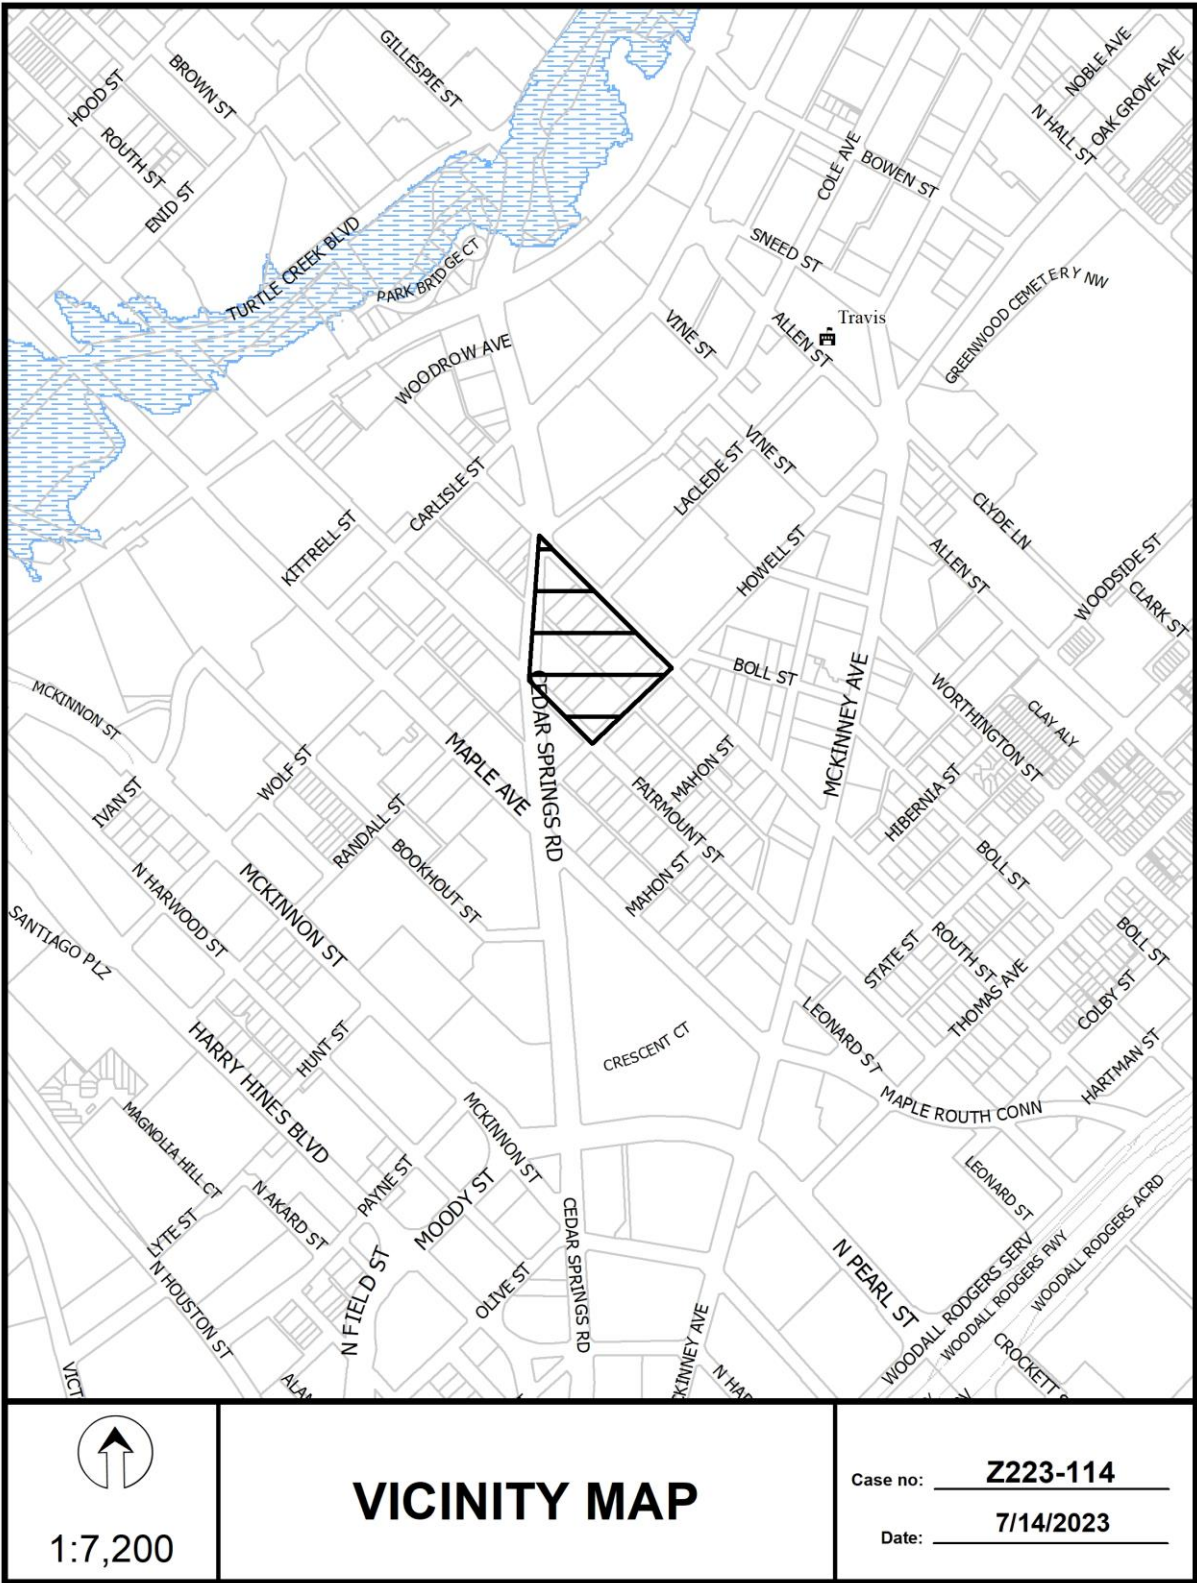 GILLESPIE ST
BROWN ST
HOOD ST
ROUTH ST
ENID ST
NOBLE AVE
OAK GROVE AVE
N HALL ST
COLE AVE
BOWEN ST
SNEED ST
TURTLE CREEK BLVD
PARK BRIDGE CT
GREENWOOD CEMETERY NW
Travis
ALLEN ST
VINE ST
WOODROW AVE
VINE ST
LACLEDE ST
CARLISLE ST
KITTRELL ST
CLYDE LN
HOWELL ST
ALLEN ST
WOODSIDE ST
CLARK ST
BOLL ST
MCKINNEY AVE
MCKINNON ST
CEDAR SPRINGS RD
WORTHINGTON ST
CLAY ALY
MAPLE AVE
MAHON ST
WOLF ST
IVAN ST
FAIRMOUNT ST
HIBERNIA ST
RANDALL ST
BOOKHOUT ST
BOLL ST
MAHON ST
N HARWOOD ST
MCKINNON ST
SANTIAGO PLZ
STATE ST
ROUTH ST
THOMAS AVE
BOLL ST
COLBY ST
LEONARD ST
HARRY HINES BLVD
HUNT ST
CRESCENT CT
HARTMAN ST
MAPLE ROUTH CONN
MAGNOLIA HILL CT
MCKINNON ST
PAYNE ST
MOODY ST
LEONARD ST
N AKARD ST
LYTE ST
CEDAR SPRINGS RD
N HOUSTON ST
N FIELD ST
OLIVE ST
N PEARL ST
WOODALL RODGERS SERV
WOODALL RODGERS FWY
WOODALL RODGERS ACRD
CROCKETT S
KINNEY AVE
N HAR
VICT
ALAM
1:7,200
VICINITY MAP
Case no: Z223-114
Date: 7/14/2023